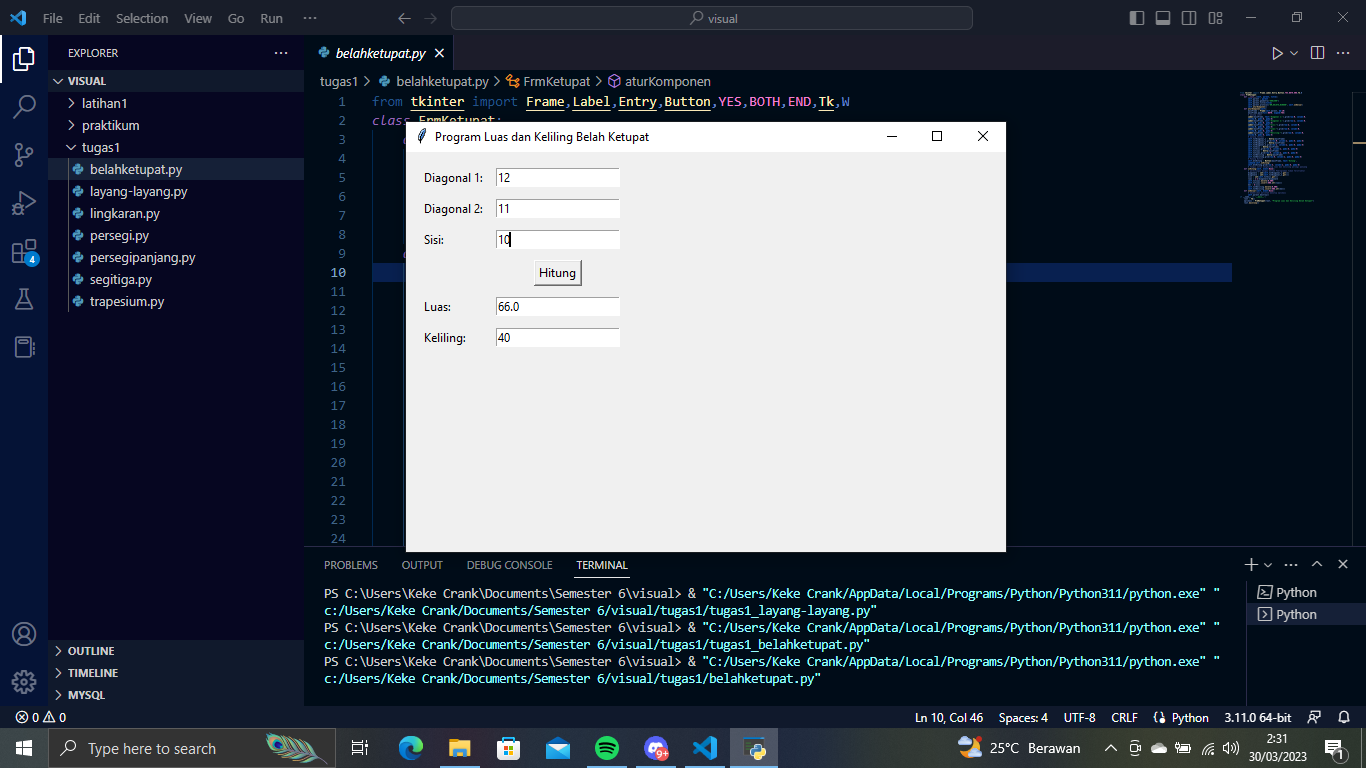 File Edit Selection View Go Run ··· visual
EXPLORER ···
VISUAL
latihan1
praktikum
tugas1
belahketupat.py
layang-layang.py
lingkaran.py
persegi.py
persegipanjang.py
segitiga.py
trapesium.py
OUTLINE
TIMELINE
MYSQL
belahketupat.py
tugas1 > belahketupat.py > FrmKetupat > aturKomponen
1 from tkinter import Frame,Label,Entry,Button,YES,BOTH,END,Tk,W
2 class FrmKetupat:
3
4
5
6
7
8
9
10
11
12
13
14
15
16
17
18
19
20
21
22
23
24
Program Luas dan Keliling Belah Ketupat
Diagonal 1: 12
Diagonal 2: 11
Sisi: 10
Hitung
Luas: 66.0
Keliling: 40
PROBLEMS OUTPUT DEBUG CONSOLE TERMINAL
PS C:\Users\Keke Crank\Documents\Semester 6\visual> & "C:/Users/Keke Crank/AppData/Local/Programs/Python/Python311/python.exe" "
c:/Users/Keke Crank/Documents/Semester 6/visual/tugas1/tugas1_layang-layang.py"
PS C:\Users\Keke Crank\Documents\Semester 6\visual> & "C:/Users/Keke Crank/AppData/Local/Programs/Python/Python311/python.exe" "
c:/Users/Keke Crank/Documents/Semester 6/visual/tugas1/tugas1_belahketupat.py"
PS C:\Users\Keke Crank\Documents\Semester 6\visual> & "C:/Users/Keke Crank/AppData/Local/Programs/Python/Python311/python.exe" "
c:/Users/Keke Crank/Documents/Semester 6/visual/tugas1/belahketupat.py"
Python
Python
4
0 0 Ln 10, Col 46 Spaces: 4 UTF-8 CRLF Python 3.11.0 64-bit
Type here to search 9+ 25°C Berawan 2:31
30/03/2023 1